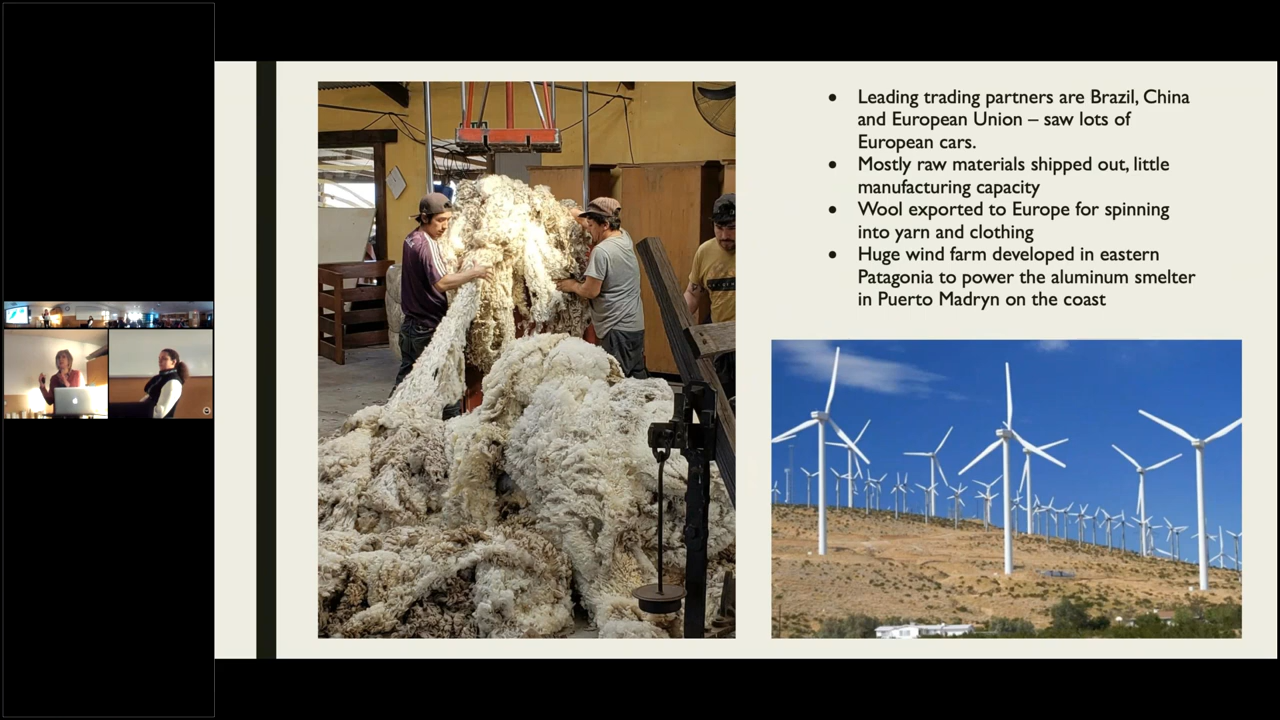 • Leading trading partners are Brazil, China
and European Union – saw lots of
European cars.
• Mostly raw materials shipped out, little
manufacturing capacity
• Wool exported to Europe for spinning
into yarn and clothing
• Huge wind farm developed in eastern
Patagonia to power the aluminum smelter
in Puerto Madryn on the coast